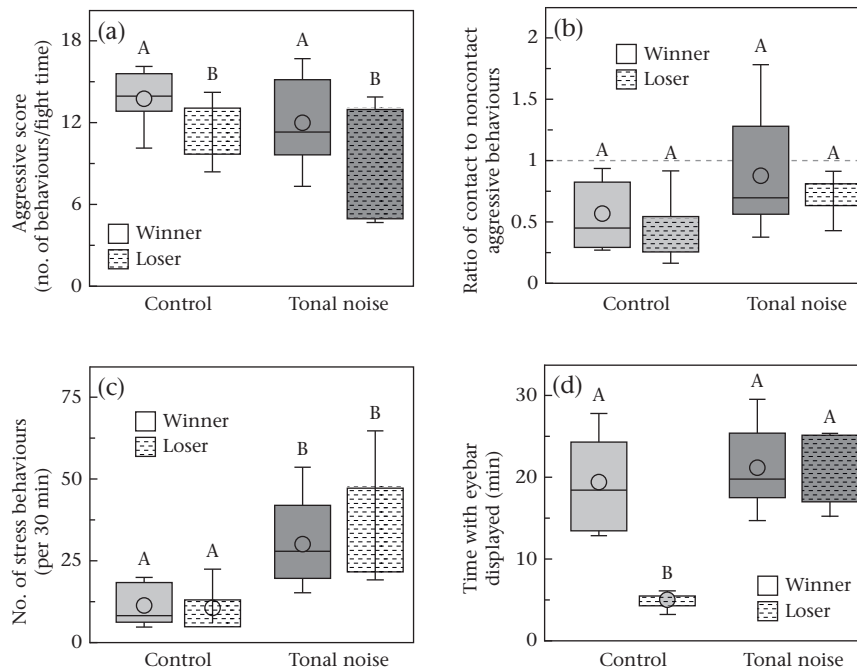 (a)
Aggressive score
(no. of behaviours/fight time)
18
12
6
0
A
B
A
B
Winner
Loser
Control
Tonal noise
(b)
Ratio of contact to noncontact
aggressive behaviours
2
1.5
1
0.5
0
Winner
Loser
A
A
A
A
Control
Tonal noise
(c)
No. of stress behaviours
(per 30 min)
75
50
25
0
Winner
Loser
A
A
B
B
Control
Tonal noise
(d)
Time with eyebar
displayed (min)
30
20
10
0
A
B
A
A
Winner
Loser
Control
Tonal noise